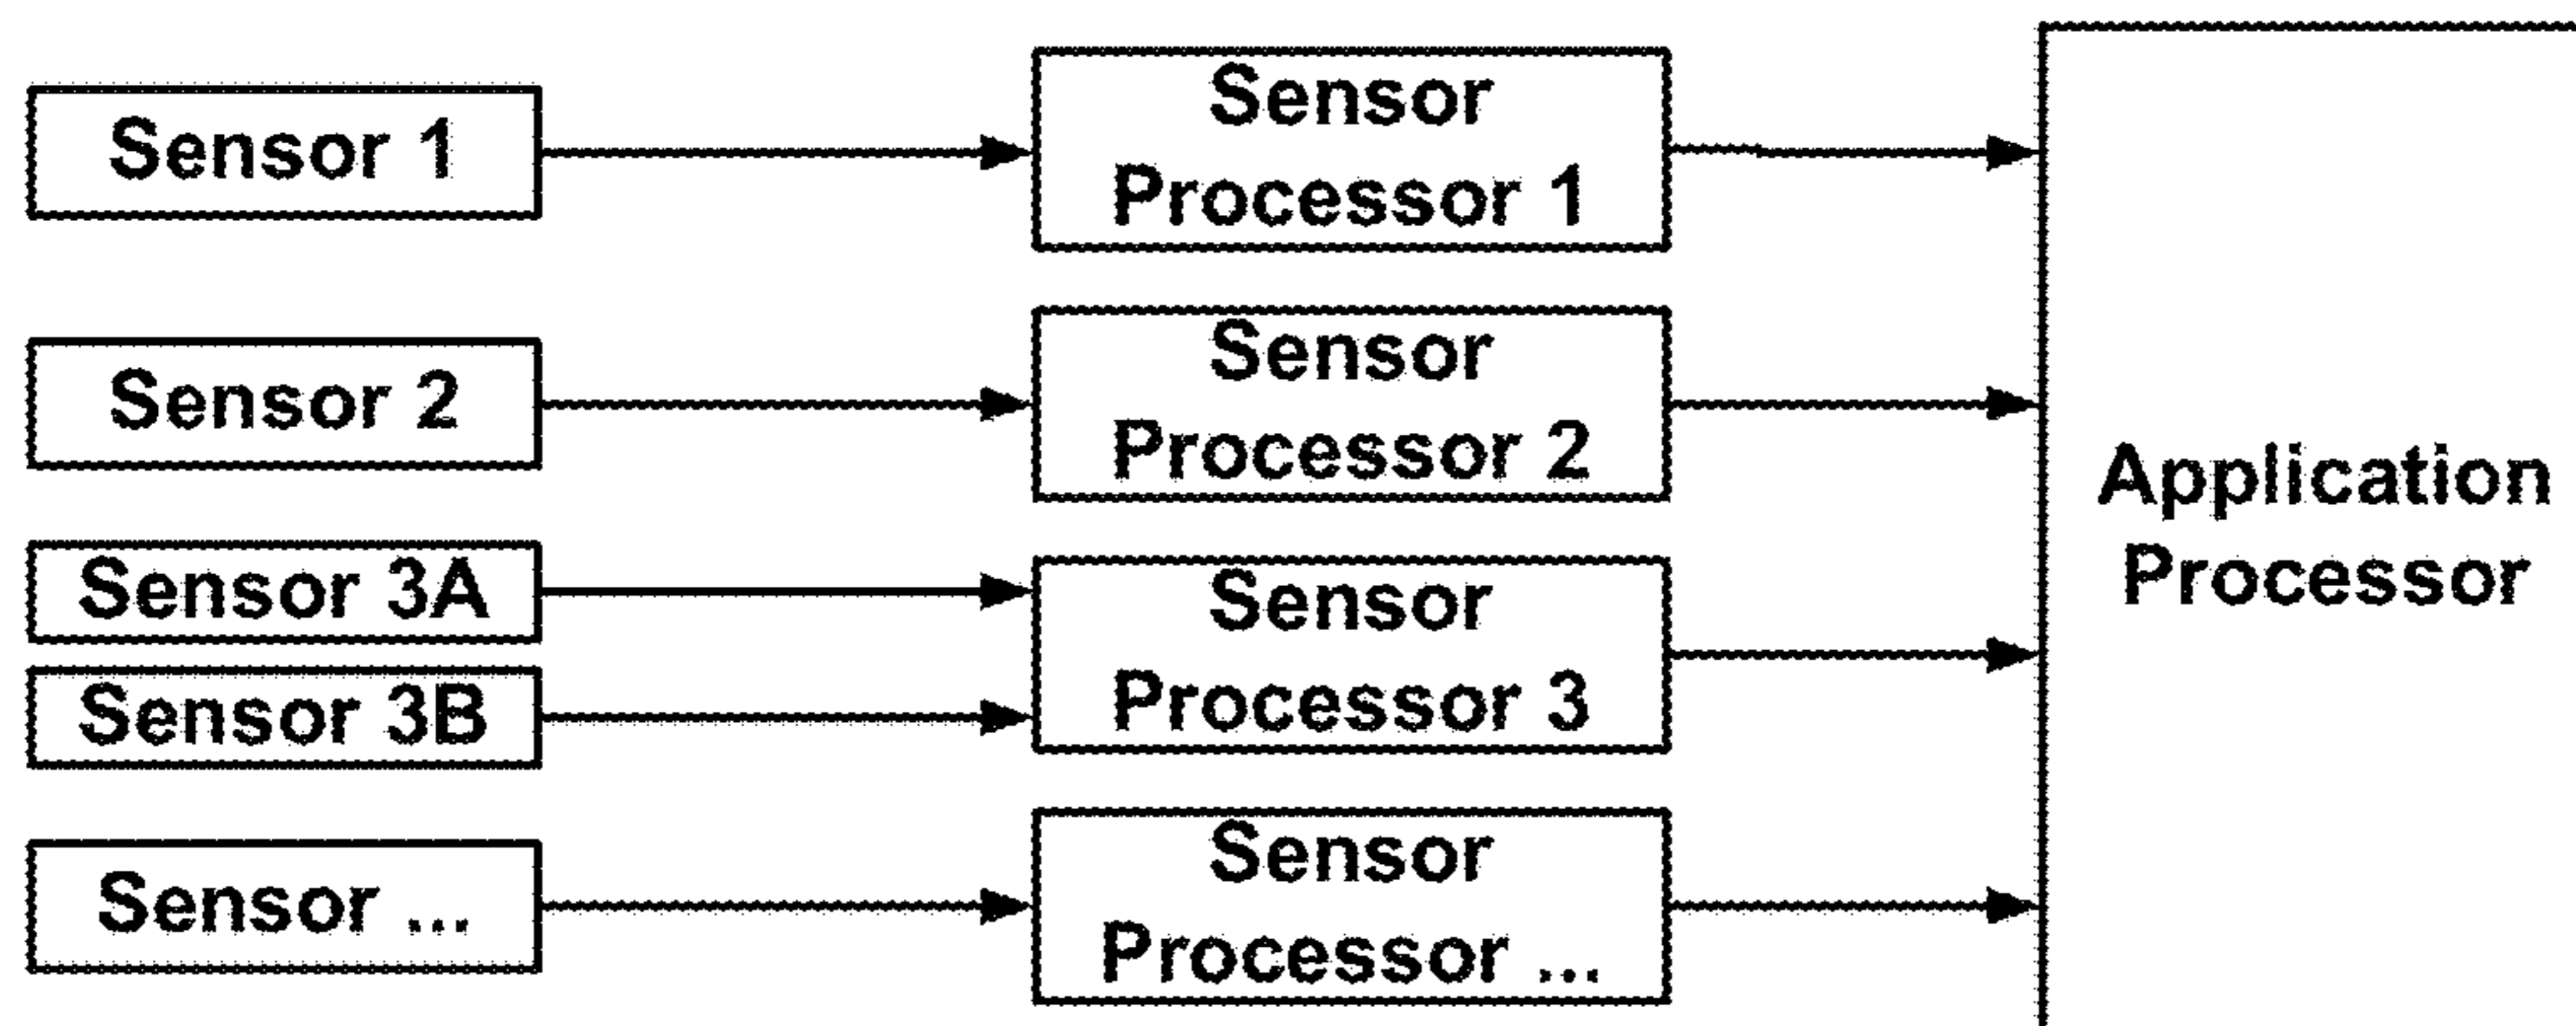 Sensor 1
Sensor
Processor 1
Sensor 2
Sensor
Processor 2
Sensor 3A
Sensor 3B
Sensor
Processor 3
Sensor ...
Sensor
Processor ...
Application
Processor